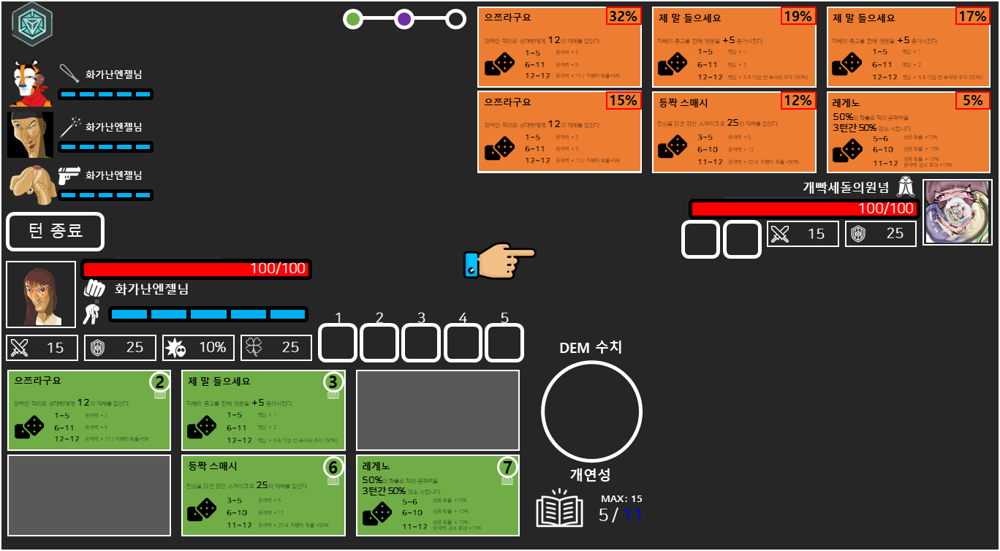 화가난엔젤님
화가난엔젤님
화가난엔젤님
턴 종료
으쯔라구요
32%
강력한 적의로 상대방에게 12의 피해를 입힌다.
1~5 공격력 + 2
6~11 공격력 + 5
12~12 공격력 + 10 / 치명타 확률+5%
제 말 들으세요
19%
지혜의 충고를 전해 행운을 +5 증가시킨다.
1~5 행운 + 1
6~11 행운 + 2
12~12 행운 + 5 & 다음 턴 주사위 추가 (50%)
제 말 들으세요
17%
지혜의 충고를 전해 행운을 +5 증가시킨다.
1~5 행운 + 1
6~11 행운 + 2
12~12 행운 + 5 & 다음 턴 주사위 추가 (50%)
으쯔라구요
15%
강력한 적의로 상대방에게 12의 피해를 입힌다.
1~5 공격력 + 2
6~11 공격력 + 5
12~12 공격력 + 10 / 치명타 확률+5%
등짝 스매시
12%
진심을 담은 강한 스파이크로 25의 피해를 입힌다.
3~5 공격력 + 5
6~10 공격력 + 12
11~12 공격력 + 20 & 치명타 확률 +50%
레게노
5%
50%의 확률로 적의 공격력을
3턴간 50% 감소 시킵니다.
5~6 성공 확률 +10%
6~10 성공 확률 + 10%
11~12 성공 확률 + 10%
공격력 감소 효과 +10%
개빡세돌의원념
100/100
15
25
100/100
화가난엔젤님
15
25
10%
25
1 2 3 4 5
으쯔라구요
2
강력한 적의로 상대방에게 12의 피해를 입힌다.
1~5 공격력 + 2
6~11 공격력 + 5
12~12 공격력 + 10 / 치명타 확률+5%
제 말 들으세요
3
지혜의 충고를 전해 행운을 +5 증가시킨다.
1~5 행운 + 1
6~11 행운 + 2
12~12 행운 + 5 & 다음 턴 주사위 추가 (50%)
등짝 스매시
6
진심을 담은 강한 스파이크로 25의 피해를 입힌다.
3~5 공격력 + 5
6~10 공격력 + 12
11~12 공격력 + 20 & 치명타 확률 +50%
레게노
7
50%의 확률로 적의 공격력을
3턴간 50% 감소 시킵니다.
5~6 성공 확률 +10%
6~10 성공 확률 + 10%
11~12 성공 확률 + 10%
공격력 감소 효과 +10%
DEM 수치
개연성
MAX: 15
5/11